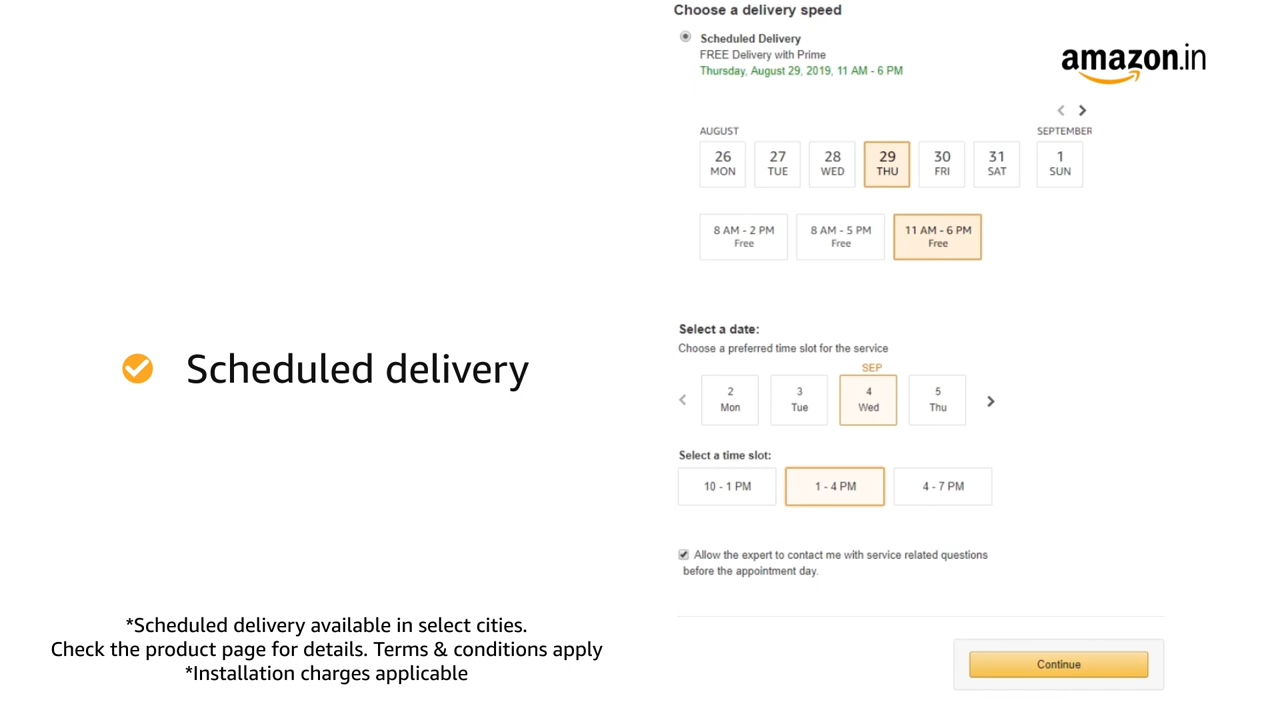 Choose a delivery speed
Scheduled Delivery
FREE Delivery with Prime
Thursday, August 29, 2019, 11 AM - 6 PM
amazon.in
AUGUST
SEPTEMBER
26 27 28 29 30 31 1
MON TUE WED THU FRI SAT SUN
8 AM - 2 PM 8 AM - 5 PM 11 AM - 6 PM
Free Free Free
Scheduled delivery
Select a date:
Choose a preferred time slot for the service
SEP
2 3 4 5
Mon Tue Wed Thu
Select a time slot:
10 - 1 PM 1 - 4 PM 4 - 7 PM
Allow the expert to contact me with service related questions
before the appointment day.
*Scheduled delivery available in select cities.
Check the product page for details. Terms & conditions apply
*Installation charges applicable
Continue